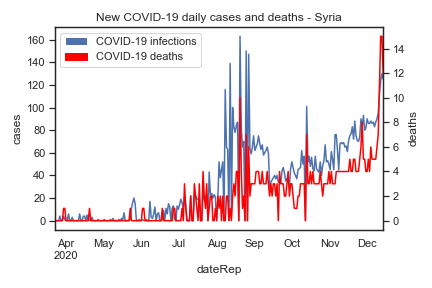 New COVID-19 daily cases and deaths - Syria
COVID-19 infections
COVID-19 deaths
cases
160
140
120
100
80
60
40
20
0
deaths
14
12
10
8
6
4
2
0
Apr May Jun Jul Aug Sep Oct Nov Dec
2020
dateRep